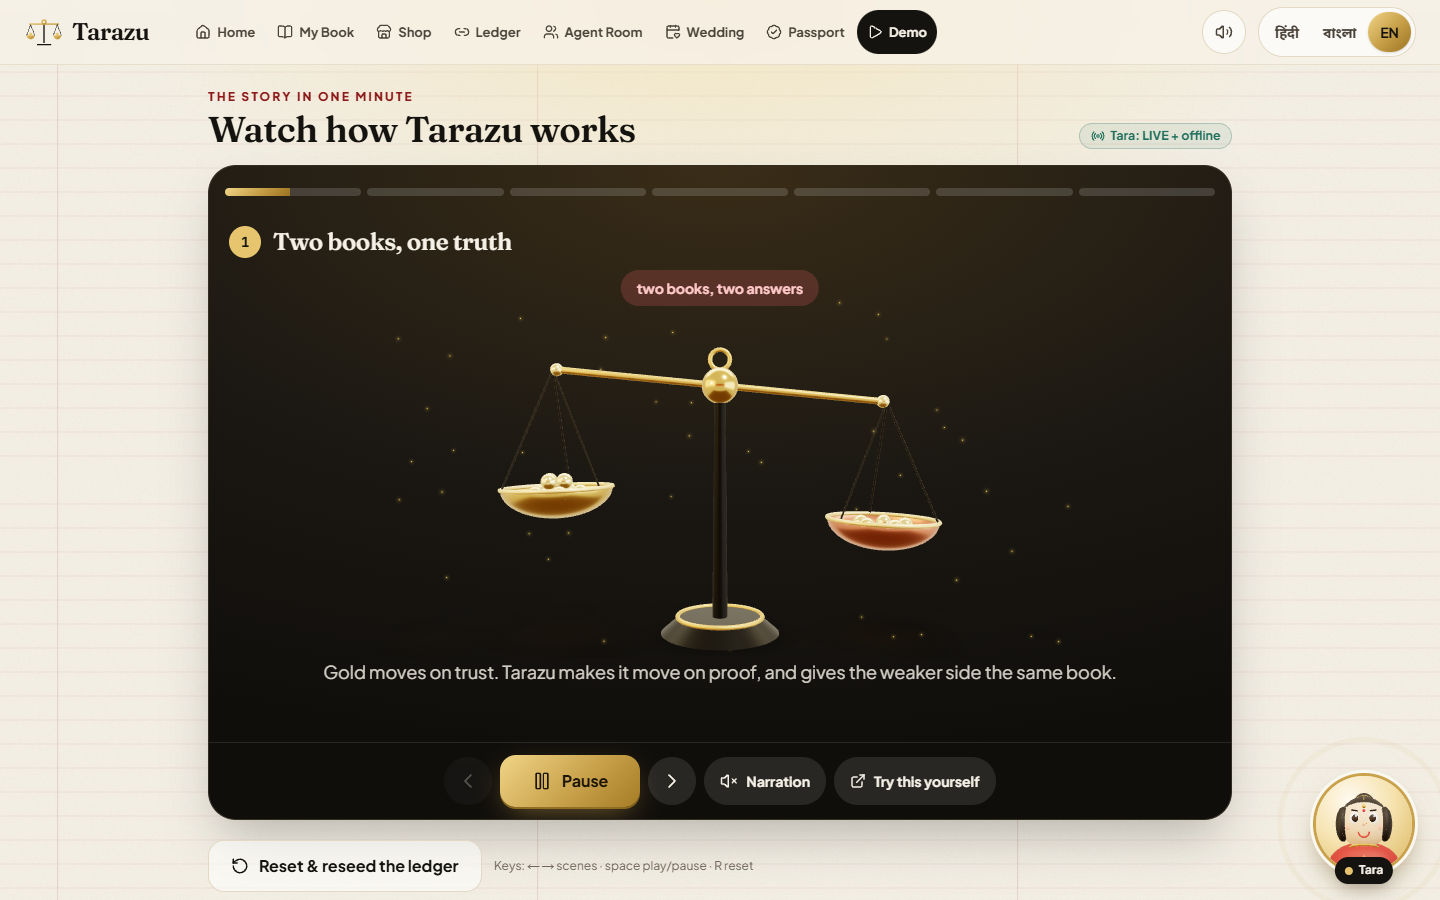 Tarazu
Home
My Book
Shop
Ledger
Agent Room
Wedding
Passport
Demo
हिंदी
বাংলা
EN
THE STORY IN ONE MINUTE
Watch how Tarazu works
Tara: LIVE + offline
1
Two books, one truth
two books, two answers
Gold moves on trust. Tarazu makes it move on proof, and gives the weaker side the same book.
Pause
Narration
Try this yourself
Reset & reseed the ledger
Keys: ←→ scenes · space play/pause · R reset
Tara